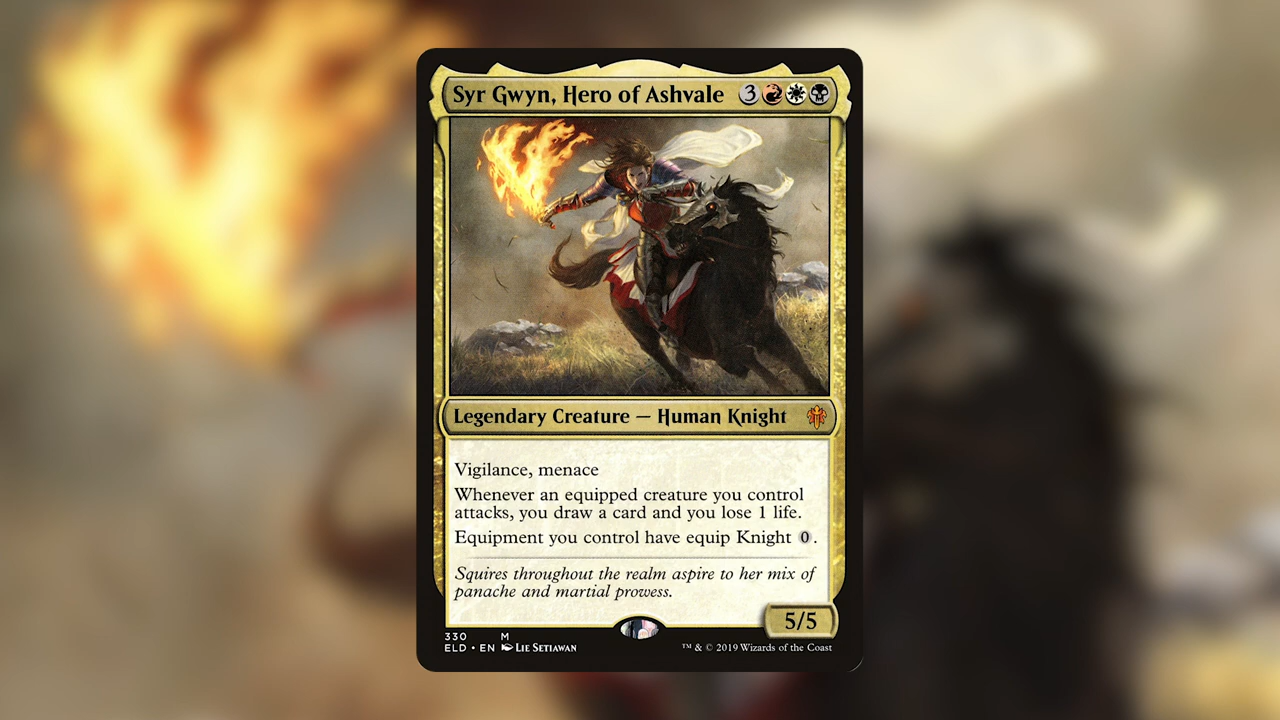 Syr Gwyn, Hero of Ashvale 3
Legendary Creature — Human Knight
Vigilance, menace
Whenever an equipped creature you control
attacks, you draw a card and you lose 1 life.
Equipment you control have equip Knight 0.
Squires throughout the realm aspire to her mix of
panache and martial prowess.
5/5
330 M
ELD • EN Lie Setiawan
™ & © 2019 Wizards of the Coast